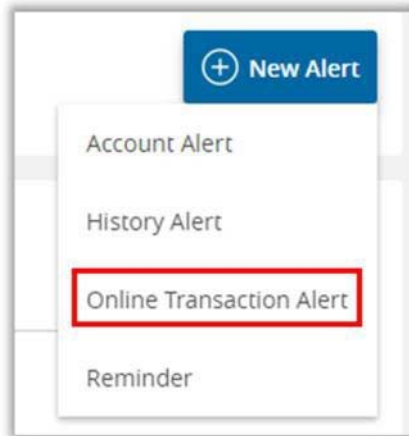 New Alert
Account Alert
History Alert
Online Transaction Alert
Reminder